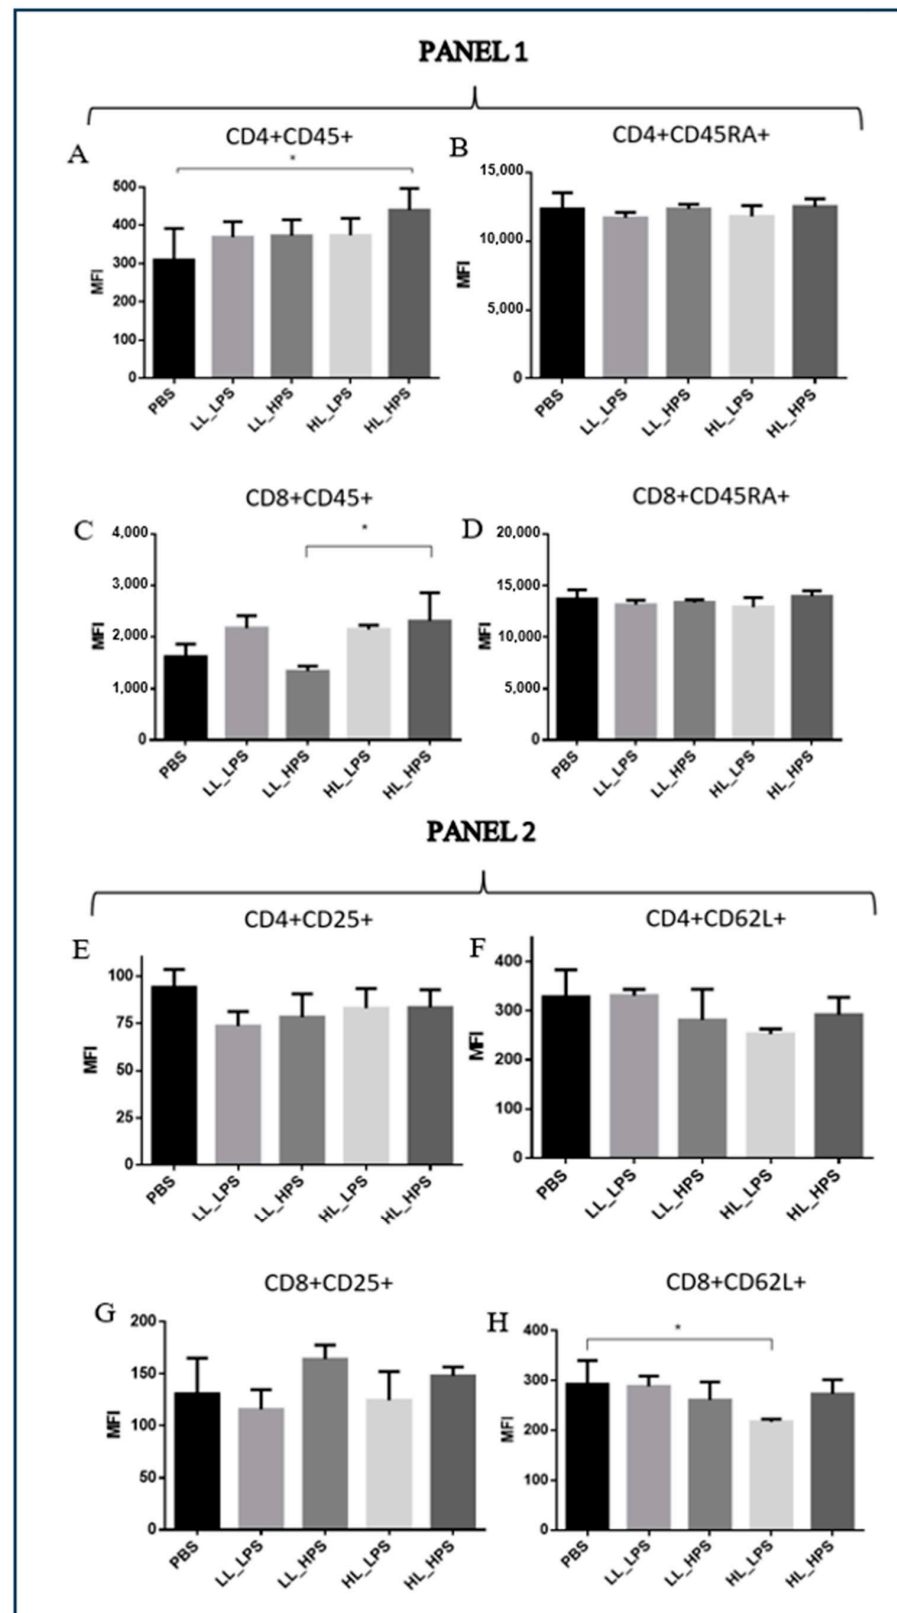 PANEL 1
A
CD4+CD45+
*
MFI
500
400
300
200
100
0
PBS
LL_LPS
LL_HPS
HL_LPS
HL_HPS
B
CD4+CD45RA+
MFI
15,000
10,000
5,000
0
PBS
LL_LPS
LL_HPS
HL_LPS
HL_HPS
C
CD8+CD45+
*
MFI
4,000
3,000
2,000
1,000
0
PBS
LL_LPS
LL_HPS
HL_LPS
HL_HPS
D
CD8+CD45RA+
MFI
20,000
15,000
10,000
5,000
0
PBS
LL_LPS
LL_HPS
HL_LPS
HL_HPS
PANEL 2
E
CD4+CD25+
MFI
100
75
50
25
0
PBS
LL_LPS
LL_HPS
HL_LPS
HL_HPS
F
CD4+CD62L+
MFI
400
300
200
100
0
PBS
LL_LPS
LL_HPS
HL_LPS
HL_HPS
G
CD8+CD25+
MFI
200
150
100
50
0
PBS
LL_LPS
LL_HPS
HL_LPS
HL_HPS
H
CD8+CD62L+
*
MFI
400
300
200
100
0
PBS
LL_LPS
LL_HPS
HL_LPS
HL_HPS